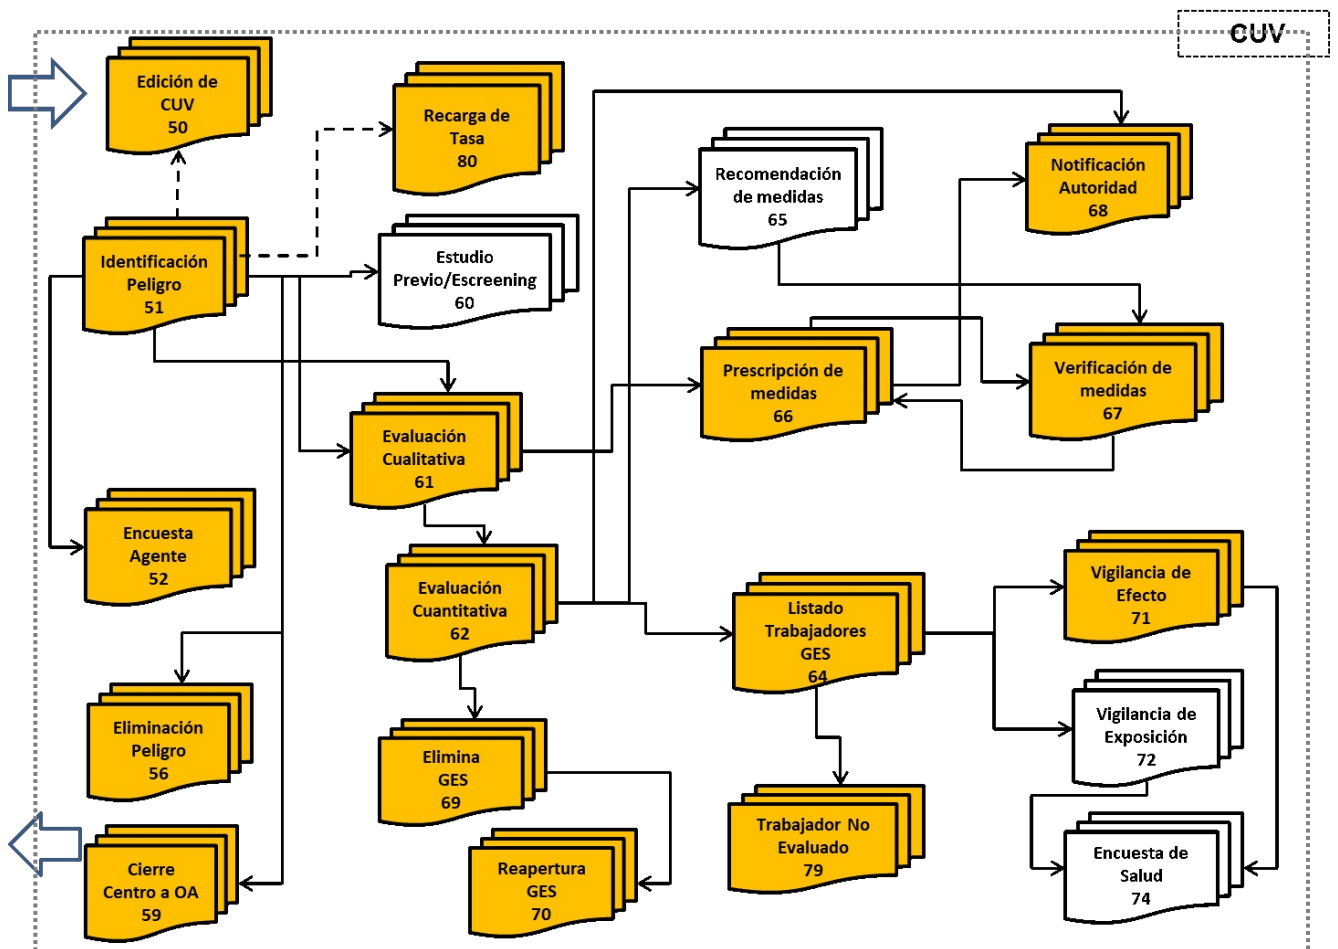 CUV
Edición de
CUV
50
Recarga de
Tasa
80
Recomendación
de medidas
65
Notificación
Autoridad
68
Identificación
Peligro
51
Estudio
Previo/Escreening
60
Prescripción de
medidas
66
Verificación de
medidas
67
Evaluación
Cualitativa
61
Encuesta
Agente
52
Evaluación
Cuantitativa
62
Listado
Trabajadores
GES
64
Vigilancia de
Efecto
71
Eliminación
Peligro
56
Elimina
GES
69
Vigilancia de
Exposición
72
Trabajador No
Evaluado
79
Cierre
Centro a OA
59
Reapertura
GES
70
Encuesta de
Salud
74